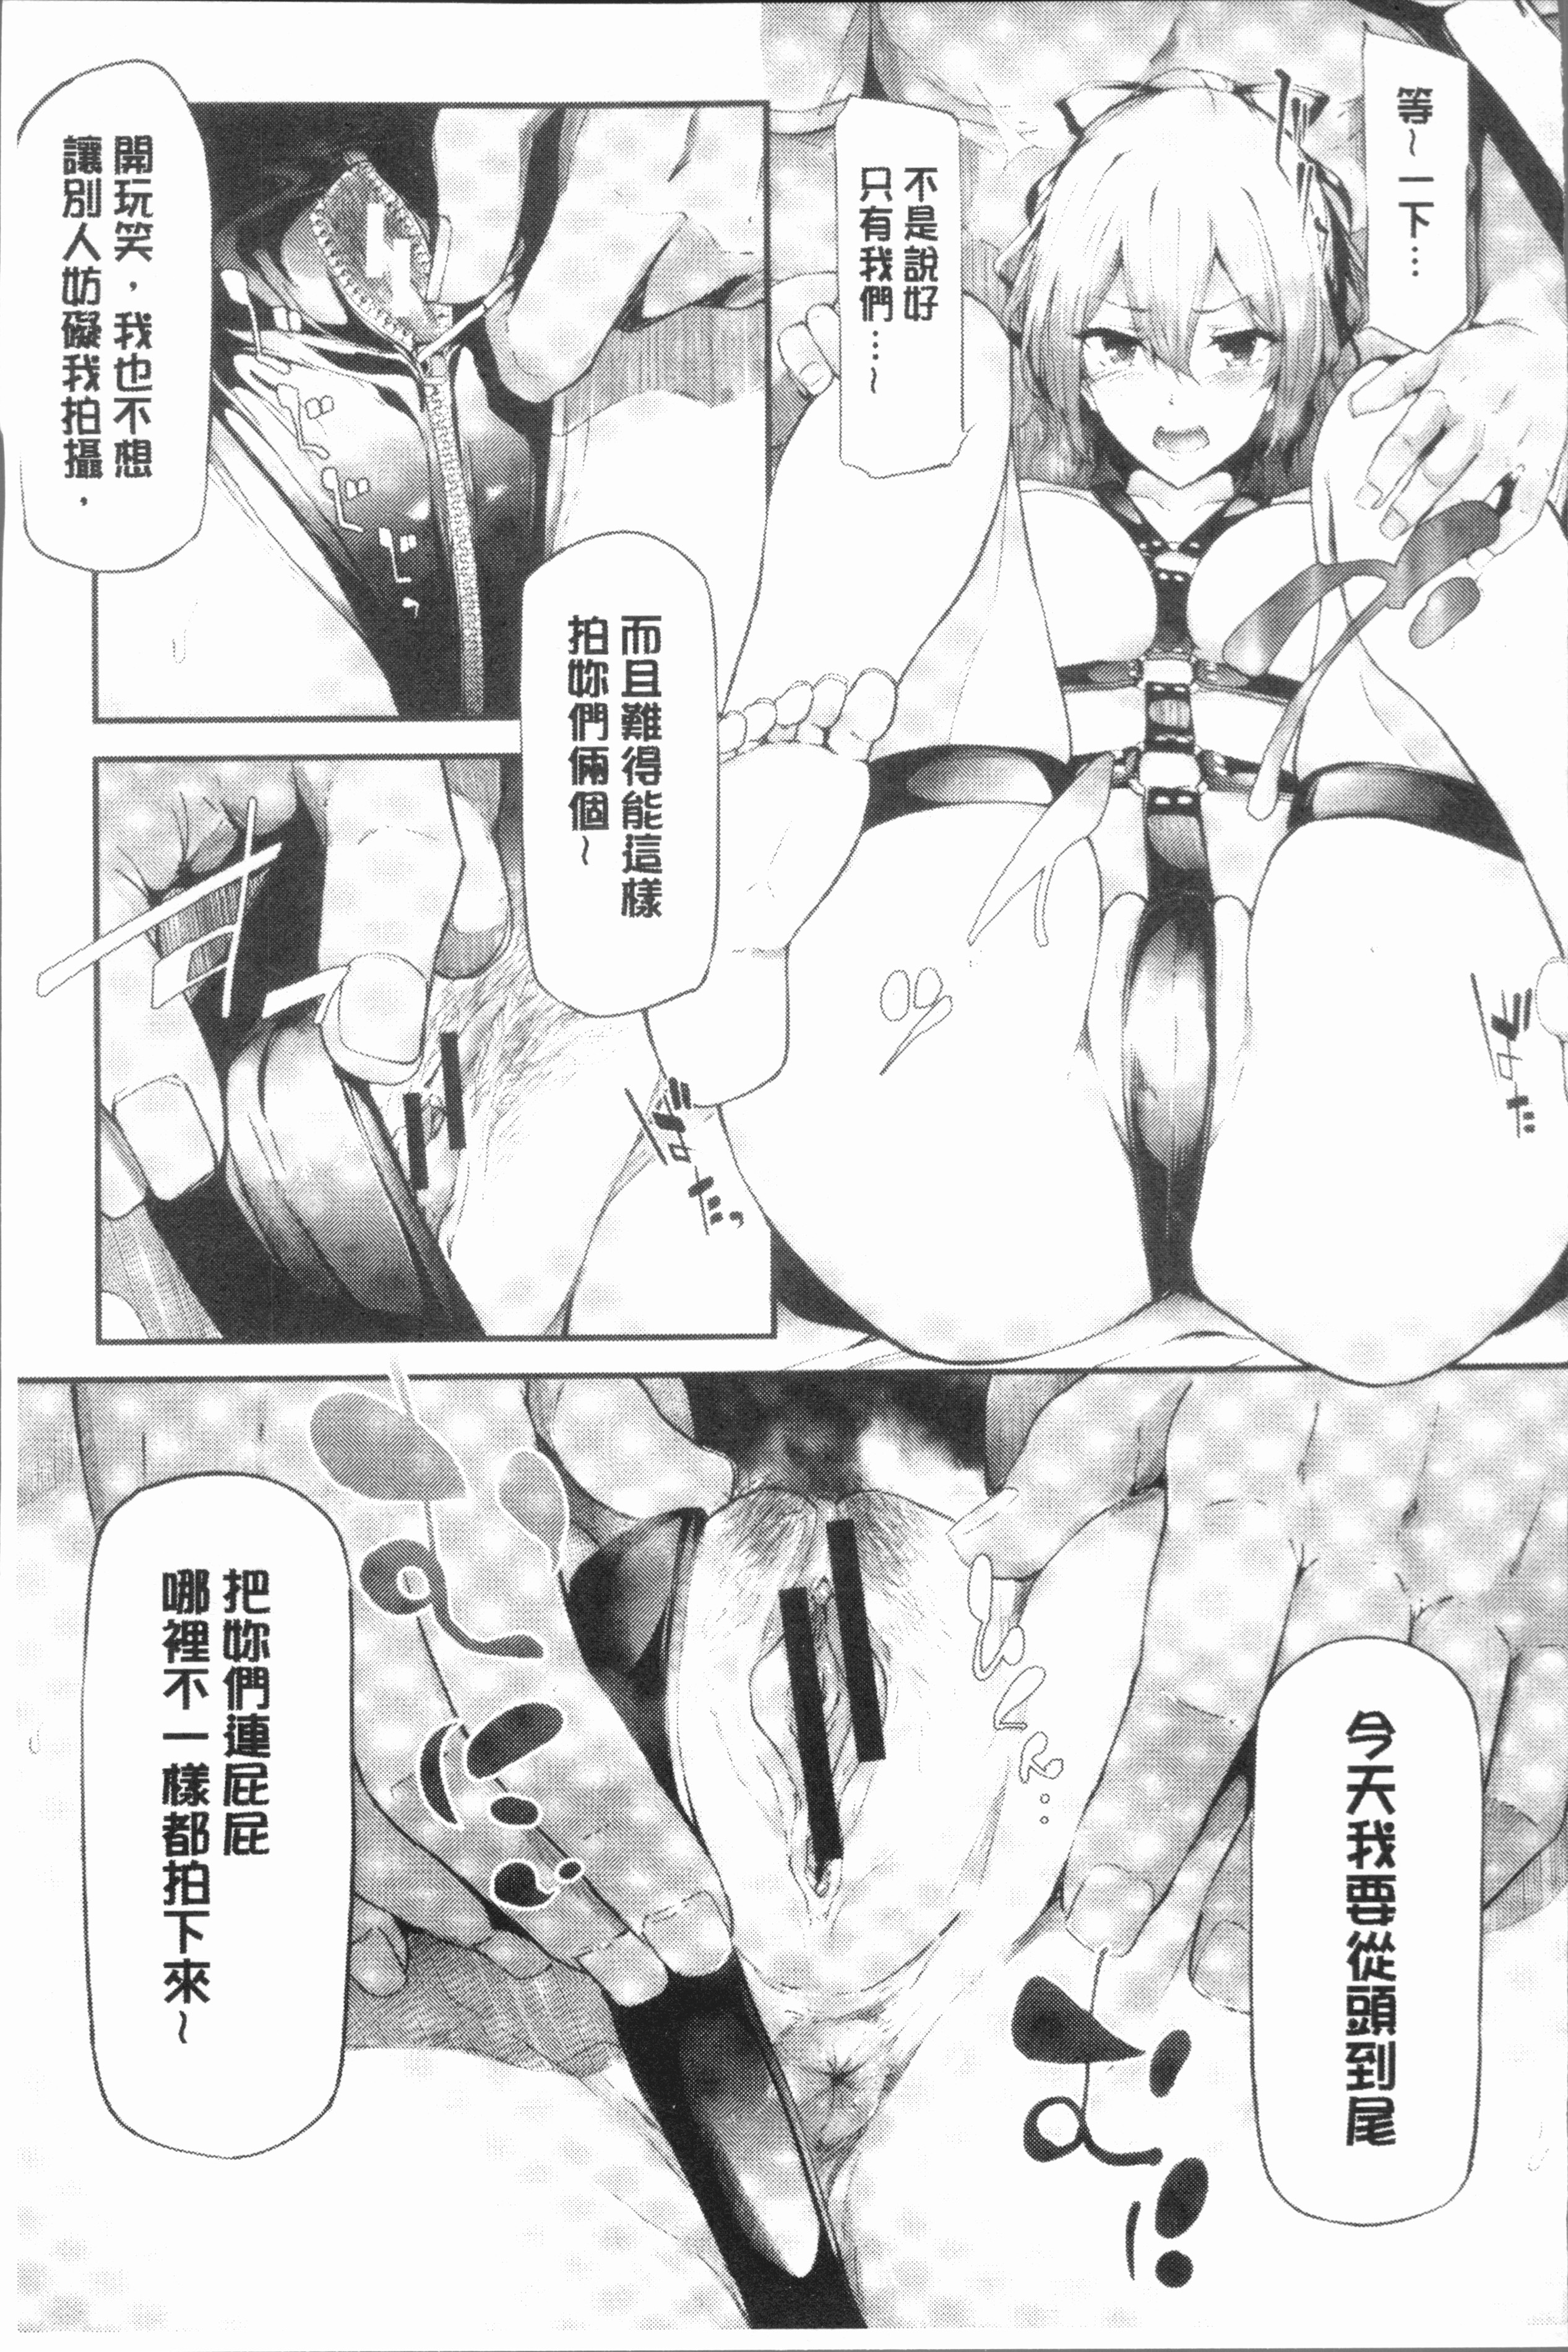 等～一下…
不是說好
只有我們…～
開玩笑，我也不想
讓別人妨礙我拍攝，
而且難得能這樣
拍妳們倆個～
今天我要從頭到尾
把妳們連屁屁
哪裡不一樣都拍下來～